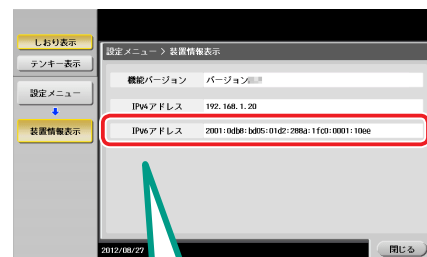 しおり表示
テンキー表示
設定メニュー
装置情報表示
設定メニュー > 装置情報表示
機能バージョン バージョン
IPv4アドレス 192.168.1.20
IPv6アドレス 2001:0db8:bd05:01d2:288a:1fc0:0001:10ee
2012/08/27
閉じる